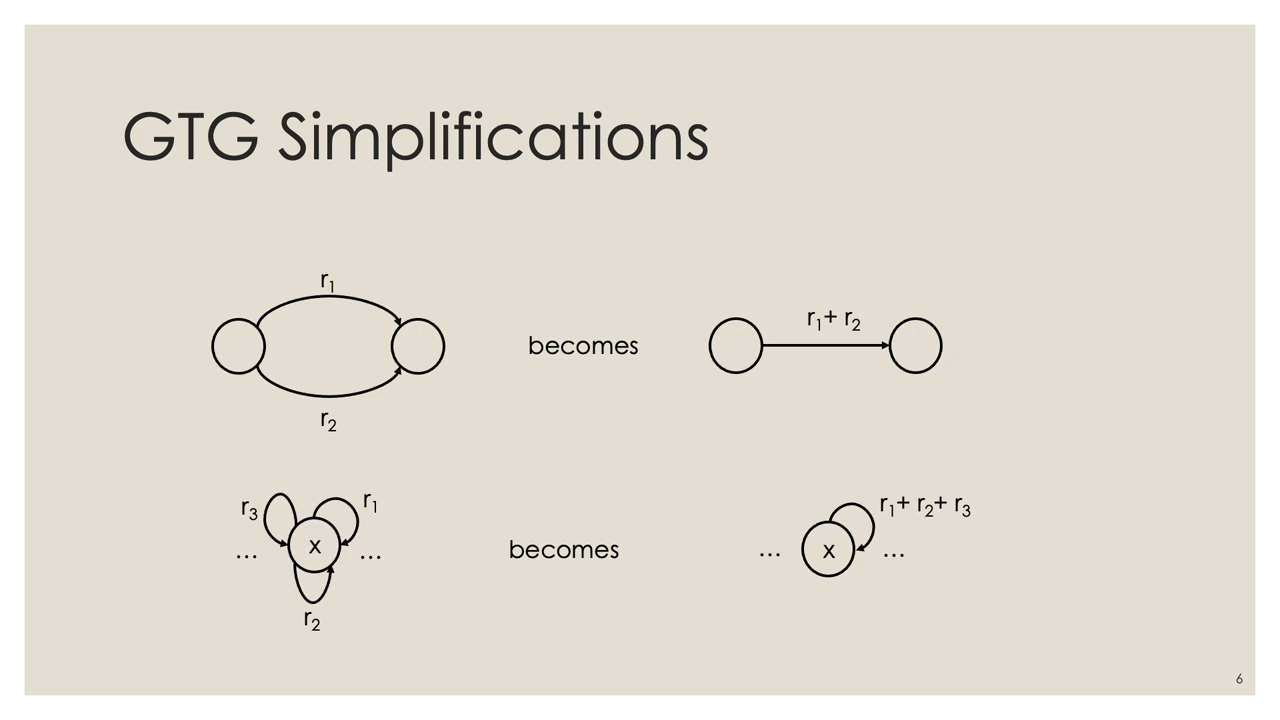 GTG Simplifications
r₁
r₂
becomes
r₁+ r₂
r₃
r₁
x
... ...
r₂
becomes
r₁+ r₂+ r₃
x
... ...
6